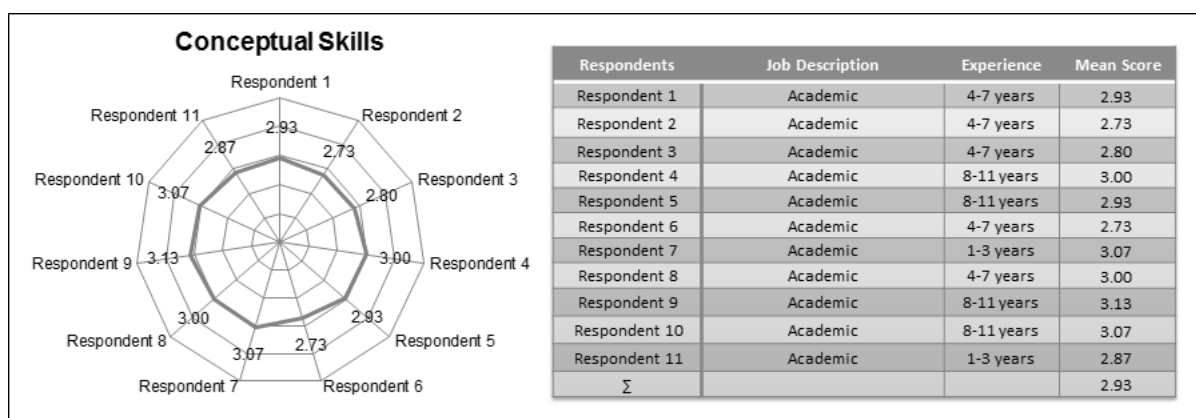 Conceptual Skills
Respondent 1
Respondent 11
Respondent 2
2.93
2.87
2.73
Respondent 10
Respondent 3
3.07
2.80
Respondent 9
3.13
3.00
Respondent 4
3.00
2.93
Respondent 8
Respondent 5
3.07
2.73
Respondent 7
Respondent 6
Respondents Job Description Experience Mean Score
Respondent 1 Academic 4-7 years 2.93
Respondent 2 Academic 4-7 years 2.73
Respondent 3 Academic 4-7 years 2.80
Respondent 4 Academic 8-11 years 3.00
Respondent 5 Academic 8-11 years 2.93
Respondent 6 Academic 4-7 years 2.73
Respondent 7 Academic 1-3 years 3.07
Respondent 8 Academic 4-7 years 3.00
Respondent 9 Academic 8-11 years 3.13
Respondent 10 Academic 8-11 years 3.07
Respondent 11 Academic 1-3 years 2.87
∑ 2.93